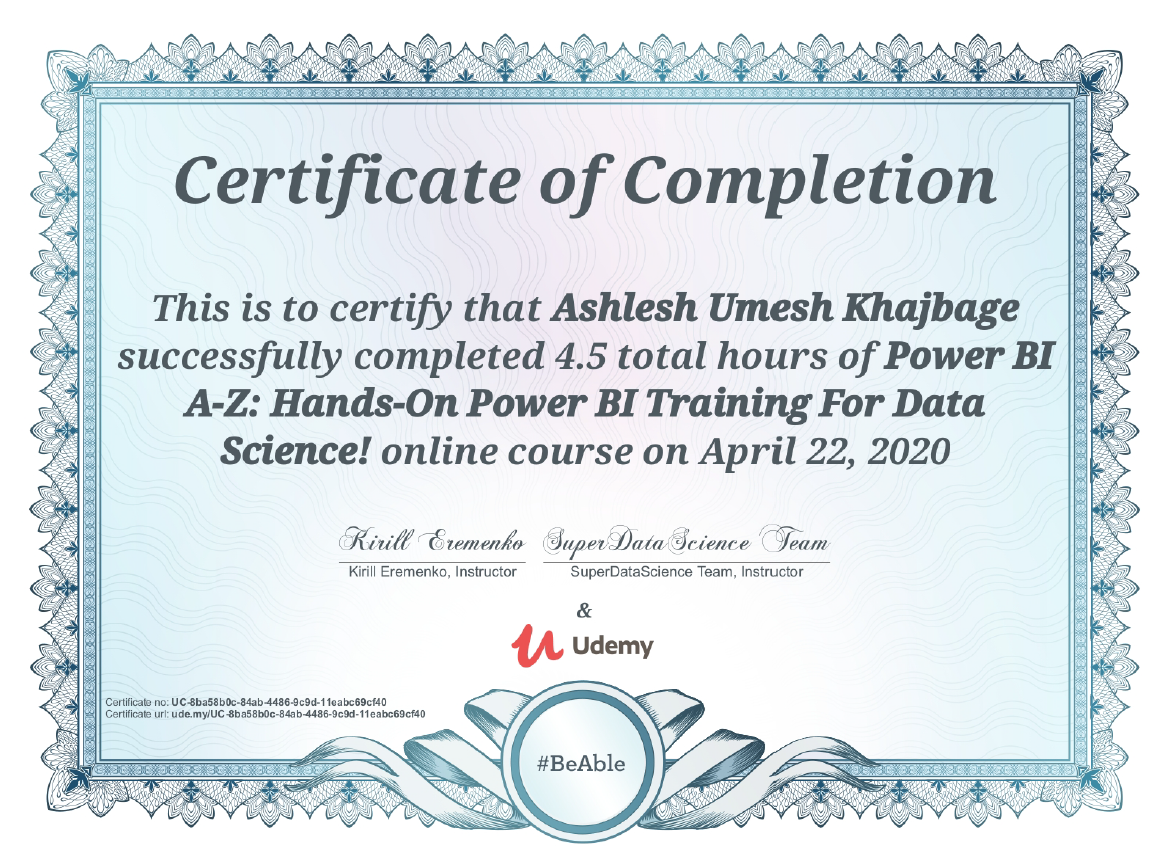 Certificate of Completion
This is to certify that Ashlesh Umesh Khajbage
successfully completed 4.5 total hours of Power BI
A-Z: Hands-On Power BI Training For Data
Science! online course on April 22, 2020
Kirill Eremenko SuperDataScience Team
Kirill Eremenko, Instructor SuperDataScience Team, Instructor
&
Udemy
Certificate no: UC-8ba58b0c-84ab-4486-9c9d-11eabc69cf40
Certificate url: ude.my/UC-8ba58b0c-84ab-4486-9c9d-11eabc69cf40
#BeAble